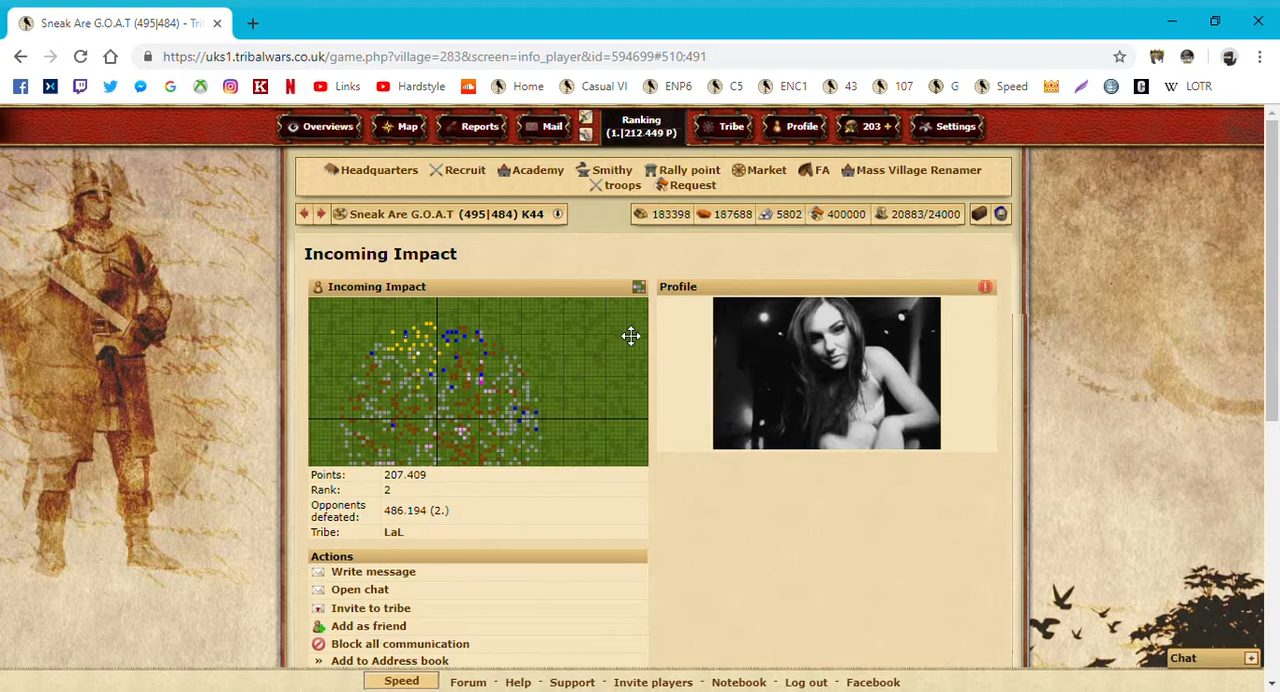 Sneak Are G.O.A.T (495|484) - Tri
https://uks1.tribalwars.co.uk/game.php?village=283&screen=info_player&id=594699#510;491
Links Hardstyle Home Casual VI ENP6 C5 ENC1 43 107 G Speed W LOTR
Overviews Map Reports Mail Ranking Tribe Profile 203 + Settings
(1.|212.449 P)
Headquarters Recruit Academy Smithy Rally point Market FA Mass Village Renamer
troops Request
Sneak Are G.O.A.T (495|484) K44 183398 187688 5802 400000 20883/24000
Incoming Impact
Incoming Impact
Profile
Points: 207.409
Rank: 2
Opponents defeated: 486.194 (2.)
Tribe: LaL
Actions
Write message
Open chat
Invite to tribe
Add as friend
Block all communication
» Add to Address book
Chat
Speed Forum - Help - Support - Invite players - Notebook - Log out - Facebook